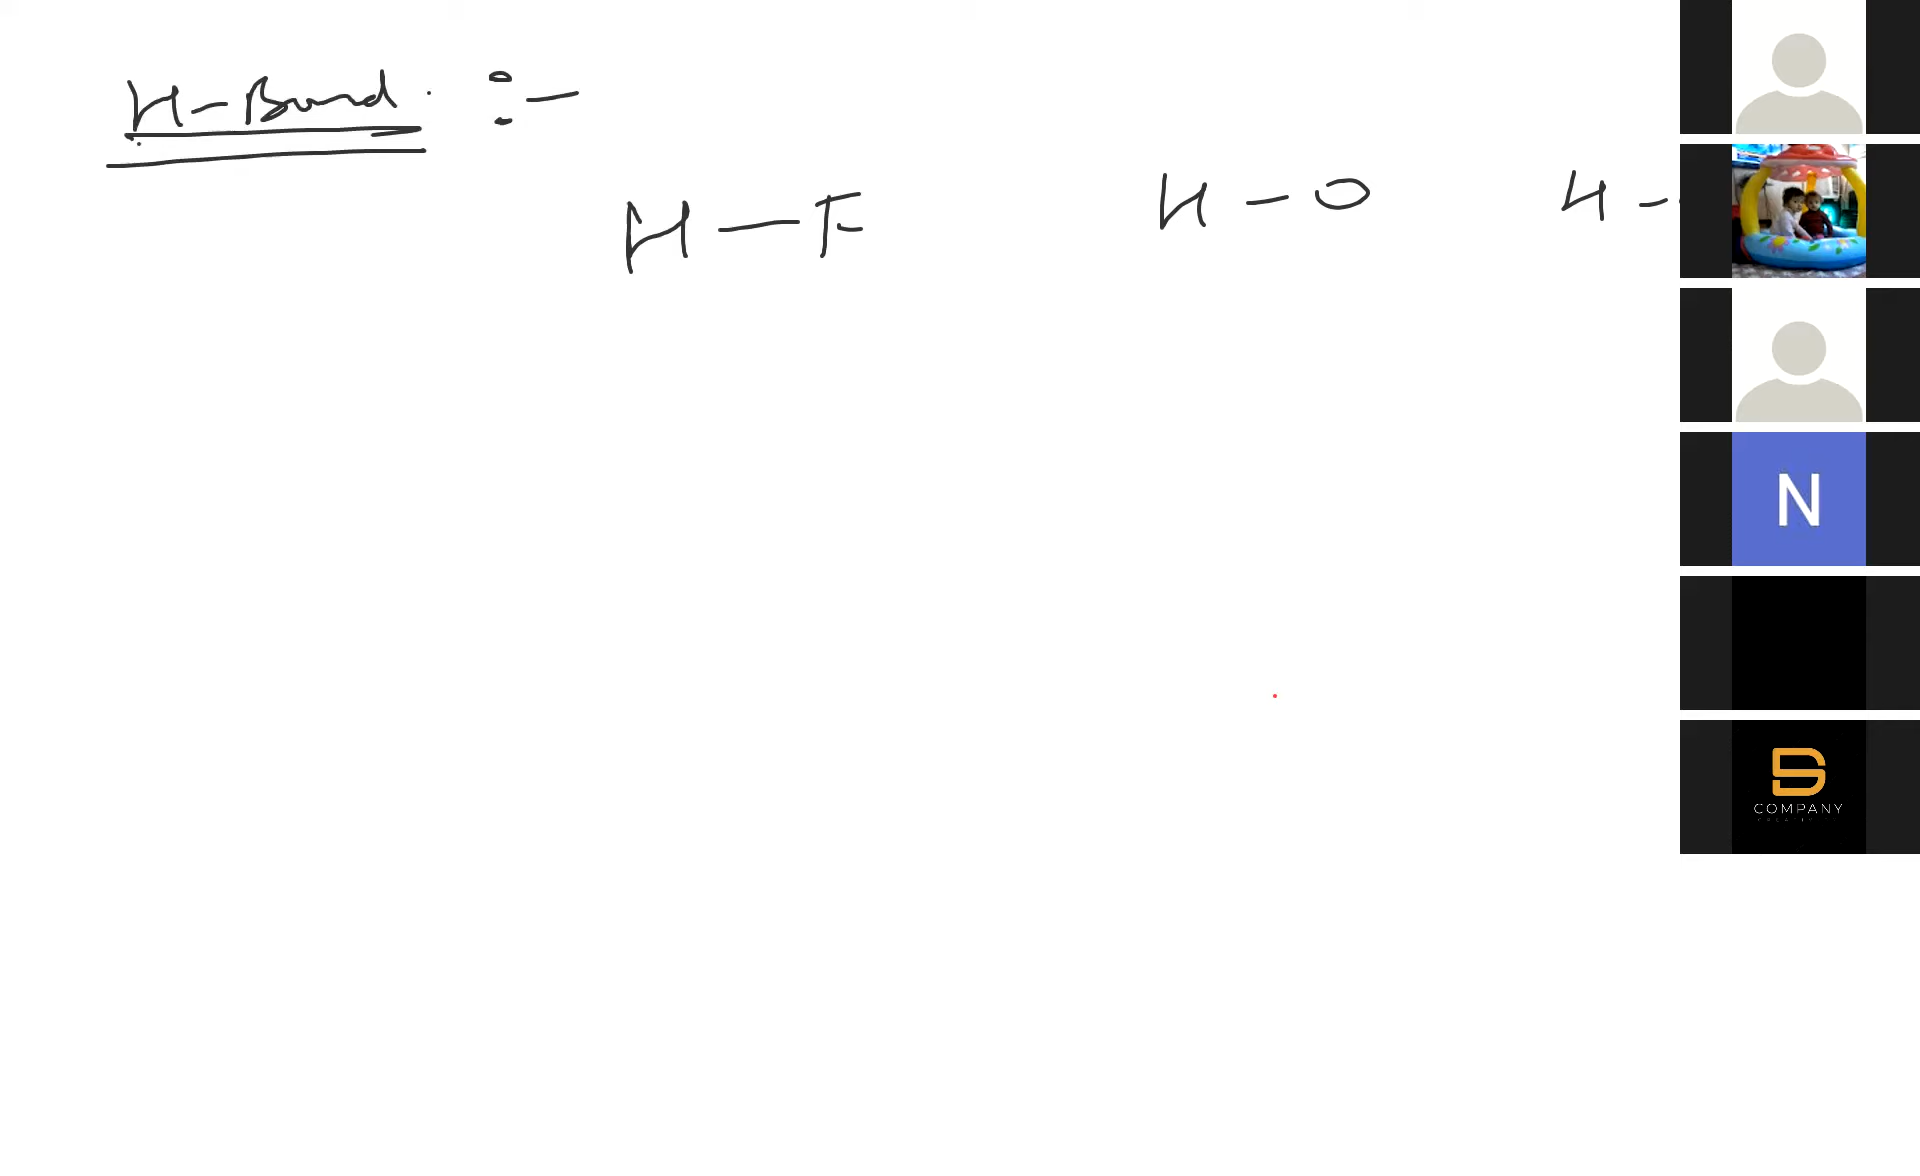 H-Bond :-
H — F H - O H -
N
S
COMPANY